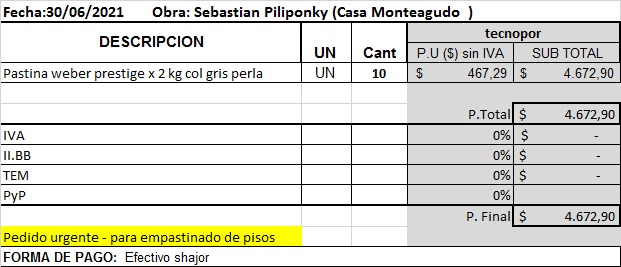 Fecha:30/06/2021 Obra: Sebastian Piliponky (Casa Monteagudo )
tecnopor
DESCRIPCION UN Cant P.U ($) sin IVA SUB TOTAL
Pastina weber prestige x 2 kg col gris perla UN 10 $ 467,29 $ 4.672,90
P.Total $ 4.672,90
IVA 0% $ -
II.BB 0% $ -
TEM 0% $ -
PyP 0%
P. Final $ 4.672,90
Pedido urgente - para empastinado de pisos
FORMA DE PAGO: Efectivo shajor